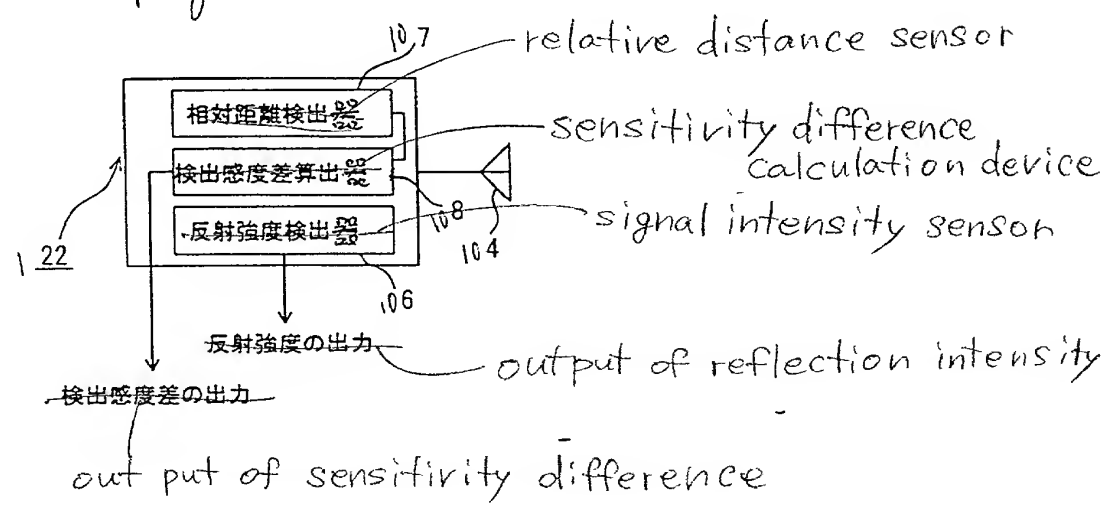 107
relative distance sensor
相対距離検出器
sensitivity difference
calculation device
検出感度差算出器
108
104
反射強度検出器
signal intensity sensor
122
106
反射強度の出力
output of reflection intensity
検出感度差の出力
out put of sensitivity difference